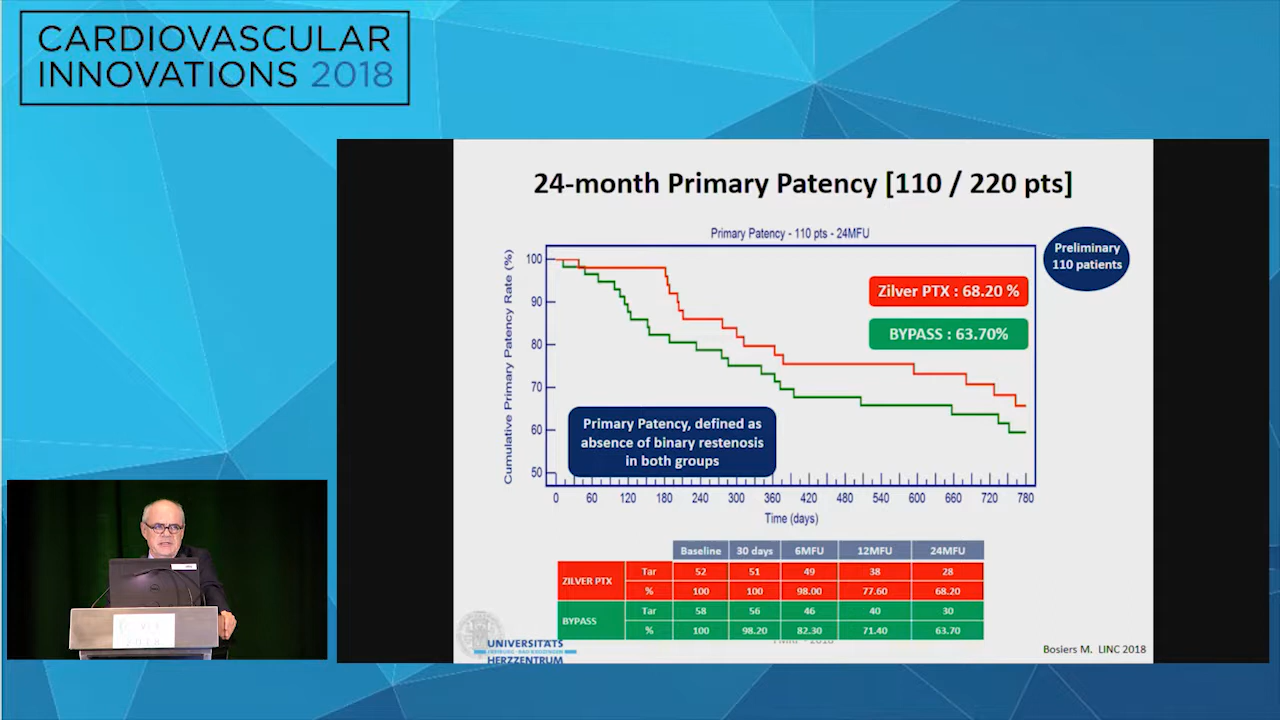 CARDIOVASCULAR
INNOVATIONS 2018
24-month Primary Patency [110 / 220 pts]
Primary Patency - 110 pts - 24MFU
Preliminary
110 patients
Cumulative Primary Patency Rate (%)
100
90
80
70
60
50
Zilver PTX : 68.20 %
BYPASS : 63.70%
Primary Patency, defined as
absence of binary restenosis
in both groups
0 60 120 180 240 300 360 420 480 540 600 660 720 780
Time (days)
Baseline 30 days 6MFU 12MFU 24MFU
ZILVER PTX Tar 52 51 49 38 28
% 100 100 98.00 77.60 68.20
BYPASS Tar 58 56 46 40 30
% 100 98.20 82.30 71.40 63.70
UNIVERSITÄTS
HERZZENTRUM
Bosiers M. LINC 2018